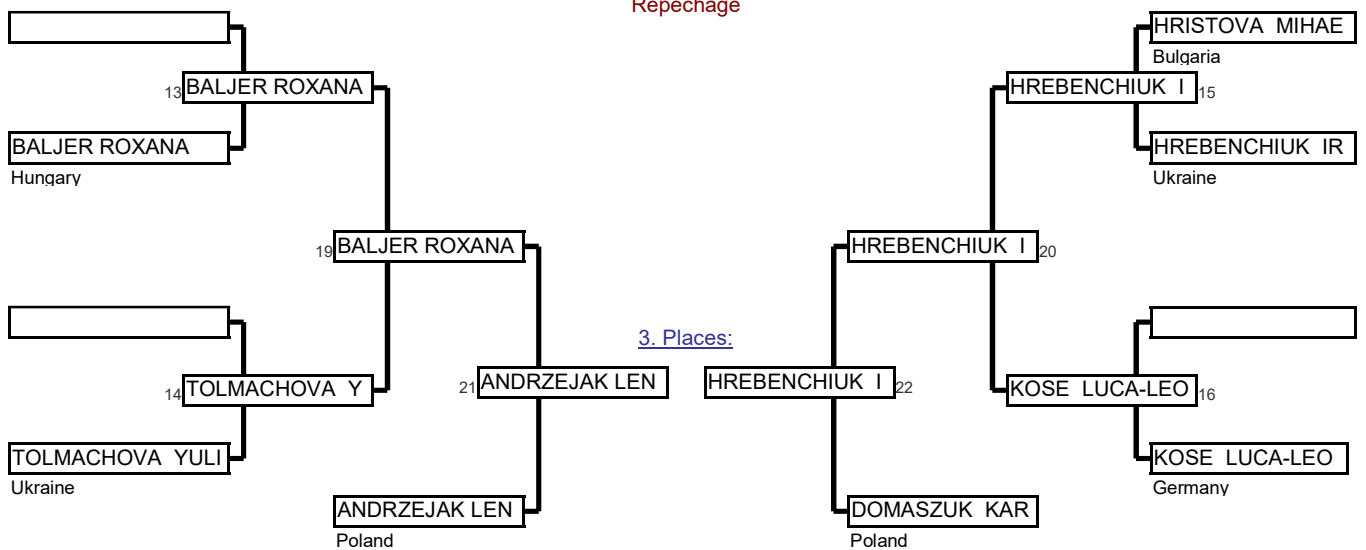 Repechage
HRISTOVA MIHAE
Bulgaria
13 BALJER ROXANA
HREBENCHIUK I 15
BALJER ROXANA
Hungary
HREBENCHIUK IR
Ukraine
19 BALJER ROXANA
HREBENCHIUK I 20
3. Places:
14 TOLMACHOVA Y
21 ANDRZEJAK LEN
HREBENCHIUK I 22
KOSE LUCA-LEO 16
TOLMACHOVA YULI
Ukraine
KOSE LUCA-LEO
Germany
ANDRZEJAK LEN
Poland
DOMASZUK KAR
Poland